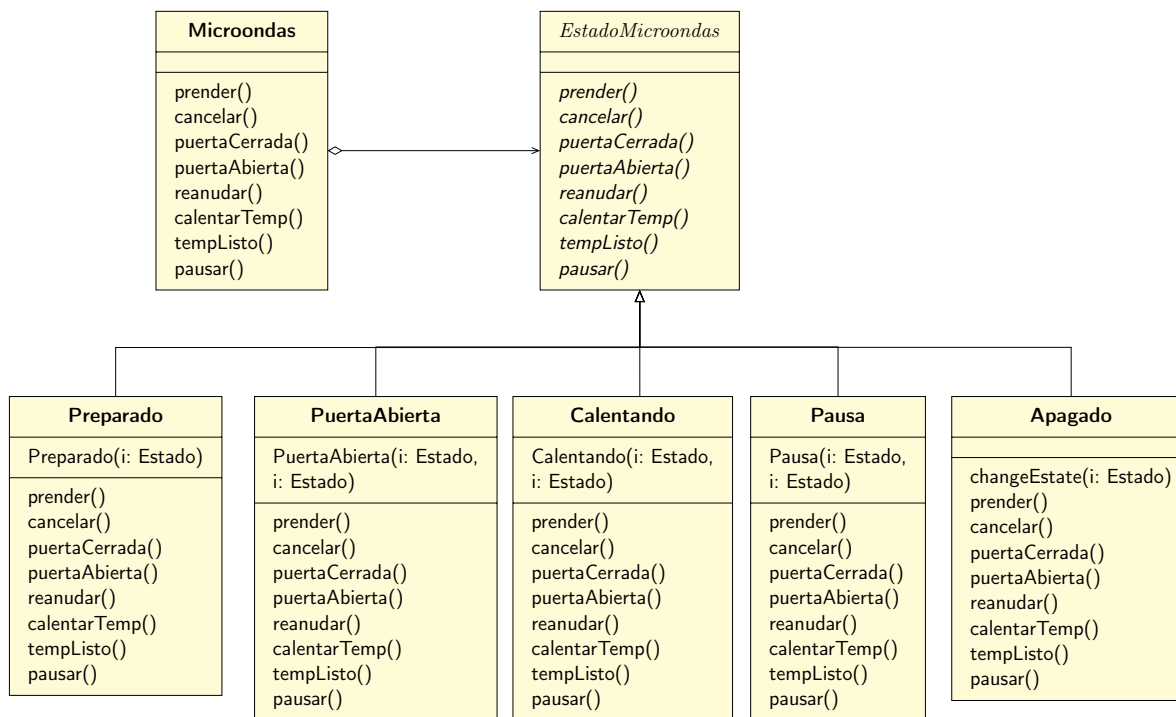 Microondas
prender()
cancelar()
puertaCerrada()
puertaAbierta()
reanudar()
calentarTemp()
tempListo()
pausar()
EstadoMicroondas
prender()
cancelar()
puertaCerrada()
puertaAbierta()
reanudar()
calentarTemp()
tempListo()
pausar()
Preparado
Preparado(i: Estado)
prender()
cancelar()
puertaCerrada()
puertaAbierta()
reanudar()
calentarTemp()
tempListo()
pausar()
PuertaAbierta
PuertaAbierta(i: Estado,
i: Estado)
prender()
cancelar()
puertaCerrada()
puertaAbierta()
reanudar()
calentarTemp()
tempListo()
pausar()
Calentando
Calentando(i: Estado,
i: Estado)
prender()
cancelar()
puertaCerrada()
puertaAbierta()
reanudar()
calentarTemp()
tempListo()
pausar()
Pausa
Pausa(i: Estado,
i: Estado)
prender()
cancelar()
puertaCerrada()
puertaAbierta()
reanudar()
calentarTemp()
tempListo()
pausar()
Apagado
changeEstate(i: Estado)
prender()
cancelar()
puertaCerrada()
puertaAbierta()
reanudar()
calentarTemp()
tempListo()
pausar()